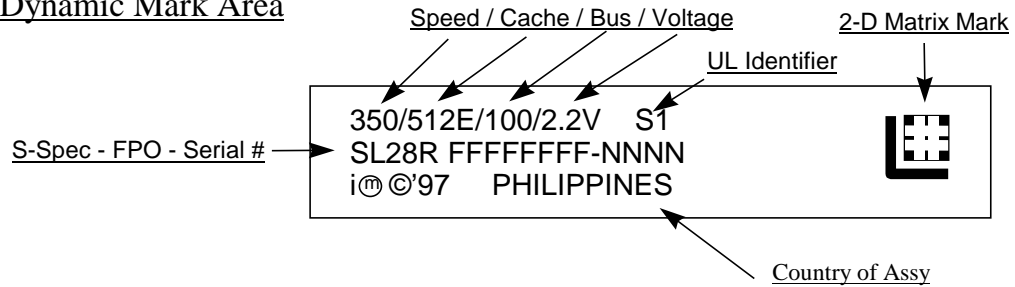 Dynamic Mark Area
Speed / Cache / Bus / Voltage
2-D Matrix Mark
UL Identifier
350/512E/100/2.2V S1
S-Spec - FPO - Serial #
SL28R FFFFFFFF-NNNN
iⓜ©'97 PHILIPPINES
Country of Assy